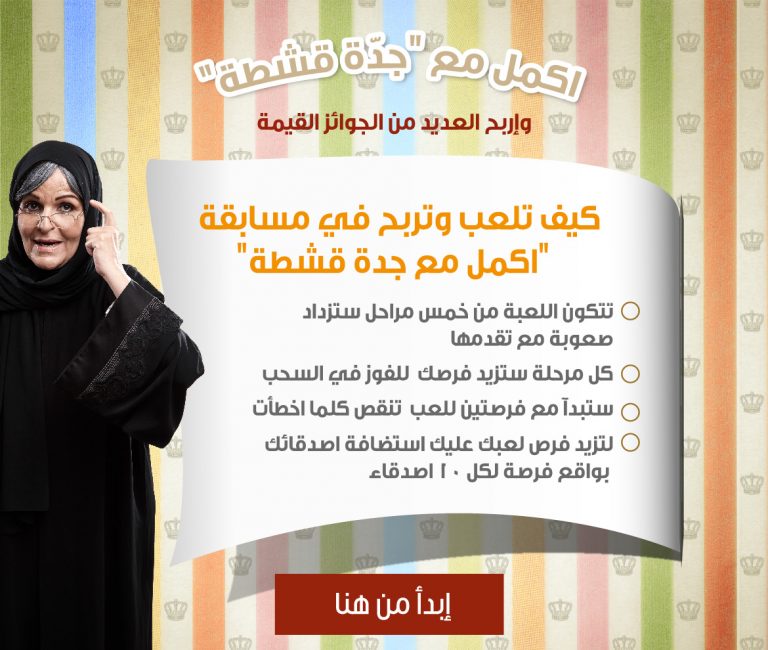 اكمل مع "جدّة قشطة"
وإربح العديد من الجوائز القيمة
كيف تلعب وتربح في مسابقة
"اكمل مع جدة قشطة"
تتكون اللعبة من خمس مراحل ستزداد
صعوبة مع تقدمها
كل مرحلة ستزيد فرصك للفوز في السحب
ستبدآ مع فرصتين للعب تنقص كلما اخطأت
لتزيد فرص لعبك عليك استضافة اصدقائك
بواقع فرصة لكل ١٠ اصدقاء
إبدأ من هنا